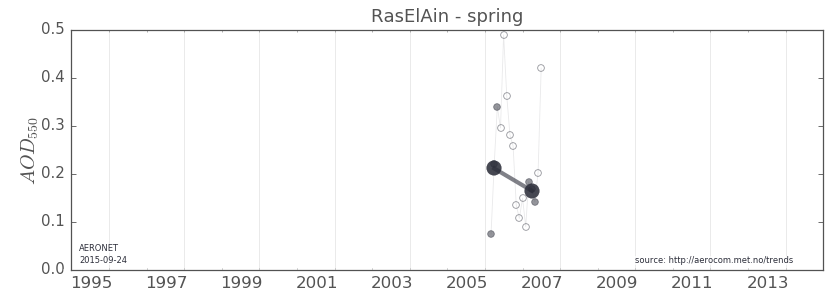 RasElAin - spring
0.5
0.4
0.3
0.2
0.1
0.0
AOD550
AERONET
2015-09-24
source: http://aerocom.met.no/trends
1995 1997 1999 2001 2003 2005 2007 2009 2011 2013